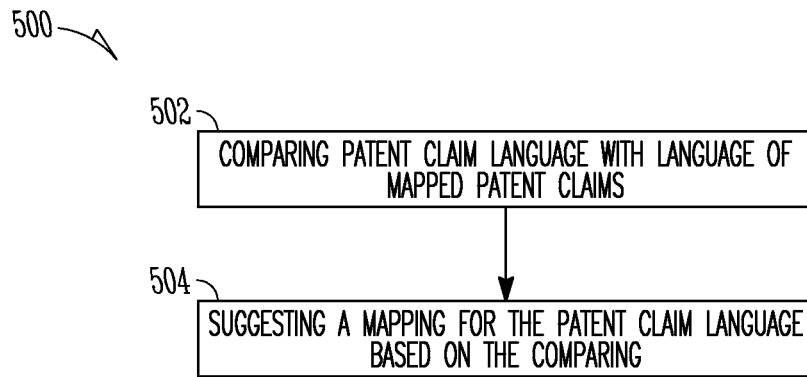 500
502
COMPARING PATENT CLAIM LANGUAGE WITH LANGUAGE OF
MAPPED PATENT CLAIMS
504
SUGGESTING A MAPPING FOR THE PATENT CLAIM LANGUAGE
BASED ON THE COMPARING